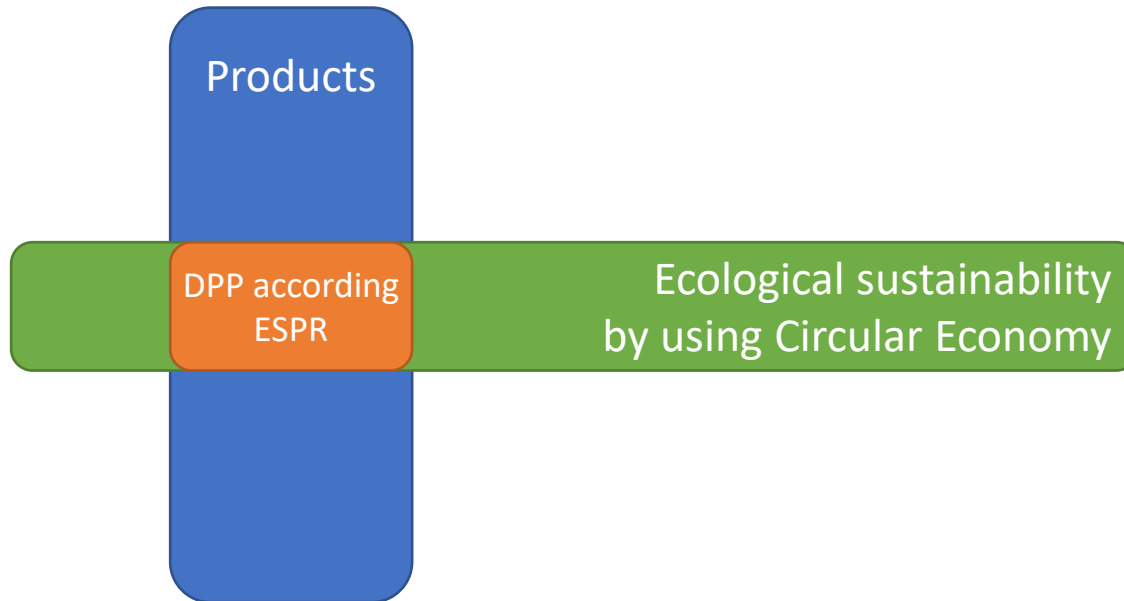 Products
DPP according
ESPR
Ecological sustainability
by using Circular Economy